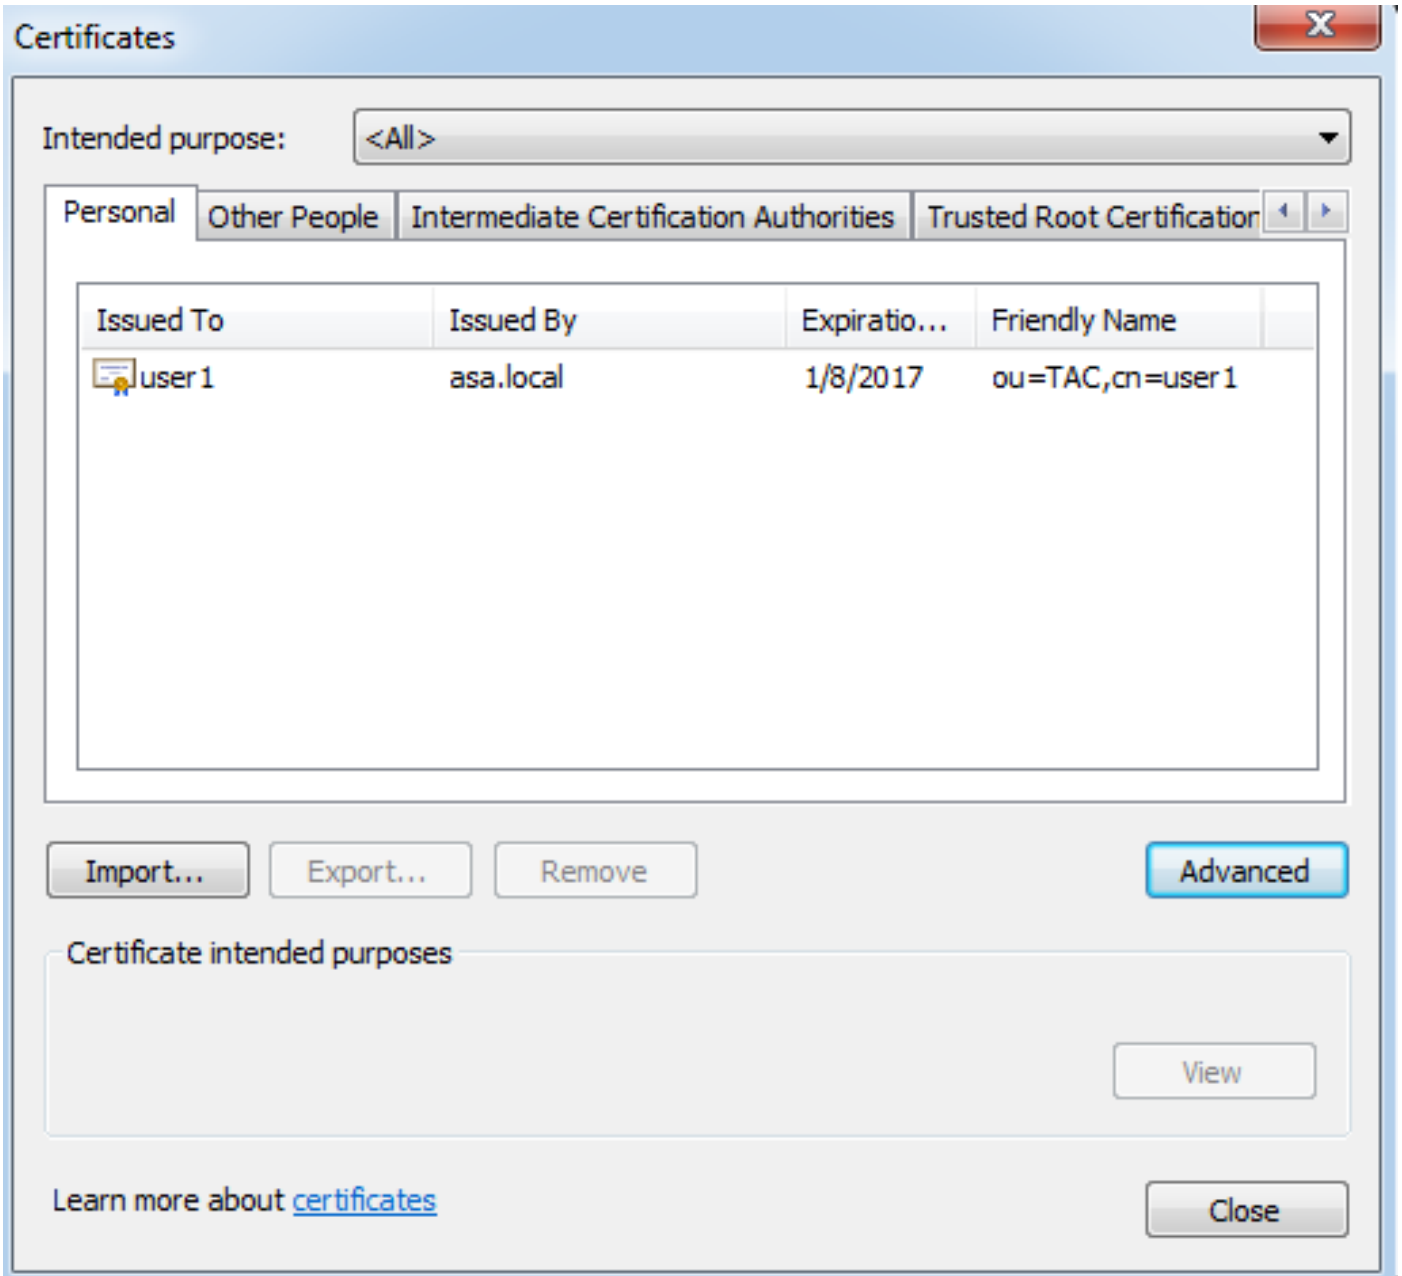 Certificates
Intended purpose: <All>
Personal Other People Intermediate Certification Authorities Trusted Root Certification
Issued To Issued By Expiratio... Friendly Name
user1 asa.local 1/8/2017 ou=TAC,cn=user1
Import... Export... Remove Advanced
Certificate intended purposes
View
Learn more about certificates
Close